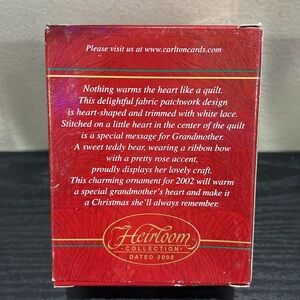 Please visit us at www.carltoncards.com
Nothing warms the heart like a quilt.
This delightful fabric patchwork design
is heart-shaped and trimmed with white lace.
Stitched on a little heart in the center of the quilt
is a special message for Grandmother.
A sweet teddy bear, wearing a ribbon bow
with a pretty rose accent,
proudly displays her lovely craft.
This charming ornament for 2002 will warm
a special grandmother's heart and make it
a Christmas she'll always remember.
Heirloom
COLLECTION
DATED 2002